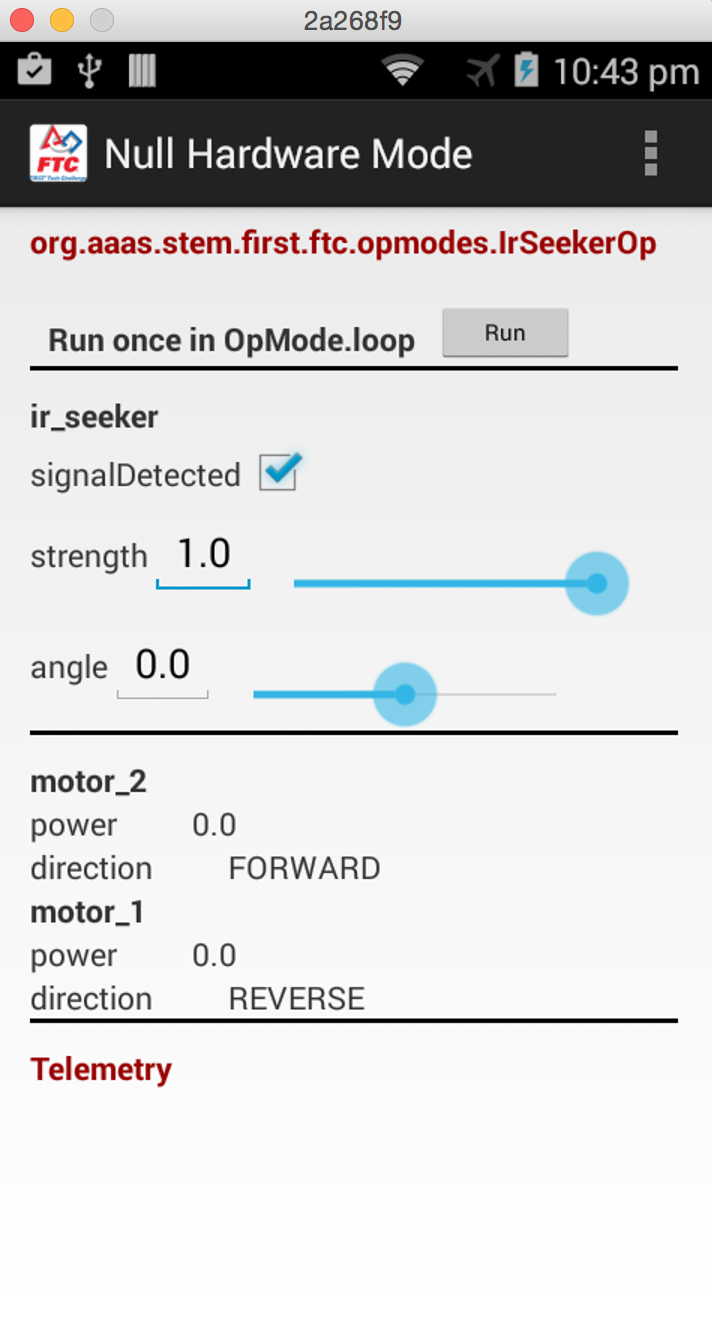 2a268f9
10:43 pm
FTC
Null Hardware Mode
org.aaas.stem.first.ftc.opmodes.IrSeekerOp
Run once in OpMode.loop Run
ir_seeker
signalDetected
strength 1.0
angle 0.0
motor_2
power 0.0
direction FORWARD
motor_1
power 0.0
direction REVERSE
Telemetry